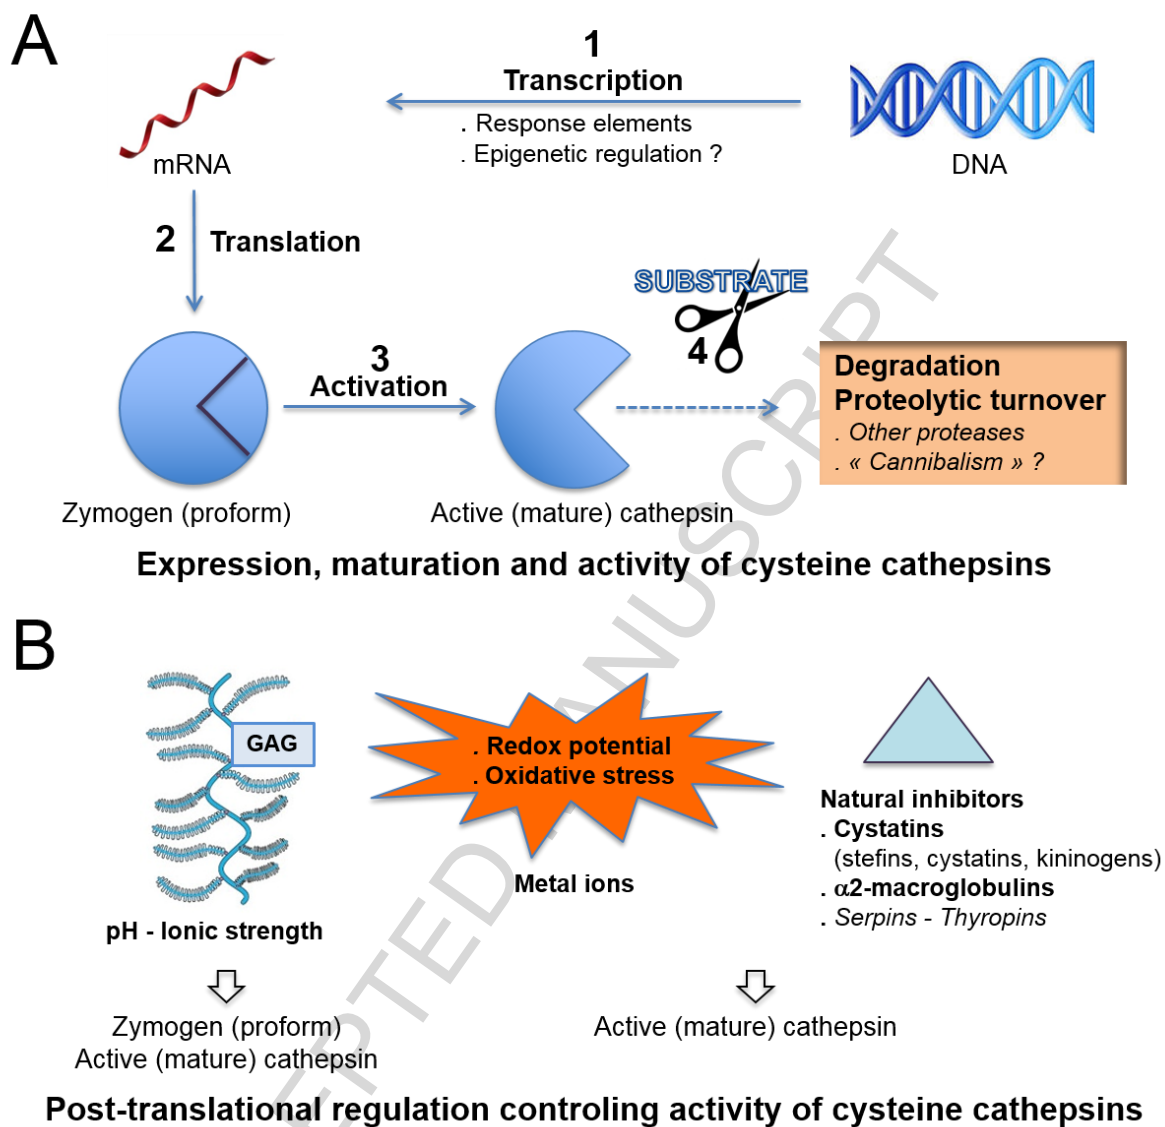 A
1
Transcription
. Response elements
. Epigenetic regulation ?
mRNA
DNA
2
Translation
SUBSTRATE
4
3
Activation
Degradation
Proteolytic turnover
. Other proteases
. « Cannibalism » ?
Zymogen (proform)
Active (mature) cathepsin
Expression, maturation and activity of cysteine cathepsins
B
GAG
. Redox potential
. Oxidative stress
Metal ions
Natural inhibitors
. Cystatins
(stefins, cystatins, kininogens)
. α2-macroglobulins
. Serpins - Thyropins
pH - Ionic strength
Zymogen (proform)
Active (mature) cathepsin
Active (mature) cathepsin
Post-translational regulation controling activity of cysteine cathepsins
EPTED MANUSCRIPT